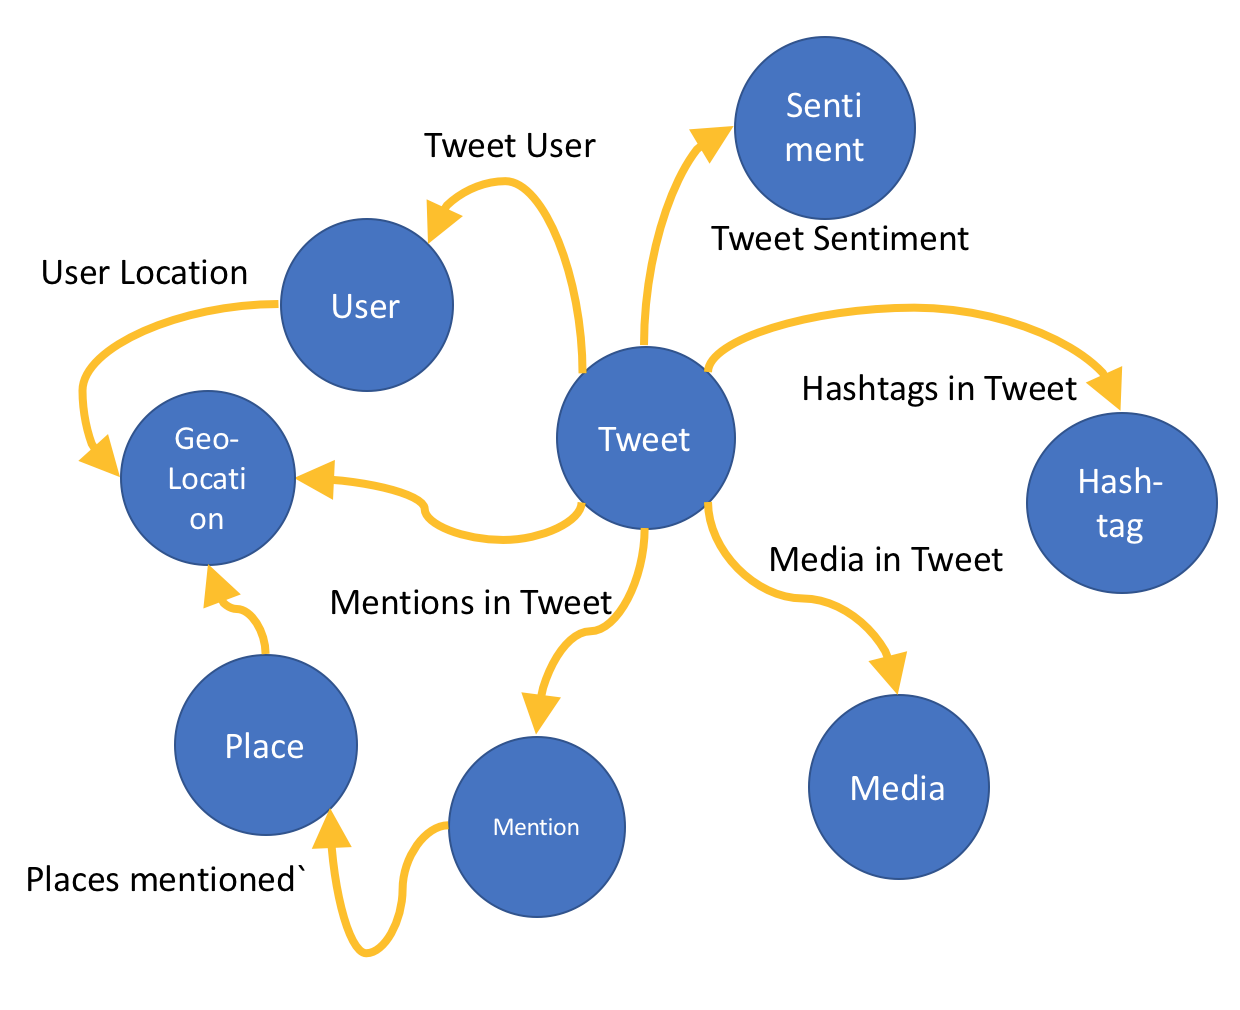 Senti
ment
Tweet User
Tweet Sentiment
User Location
User
Hashtags in Tweet
Tweet
Geo-
Locati
on
Hash-
tag
Media in Tweet
Mentions in Tweet
Place
Media
Mention
Places mentioned`